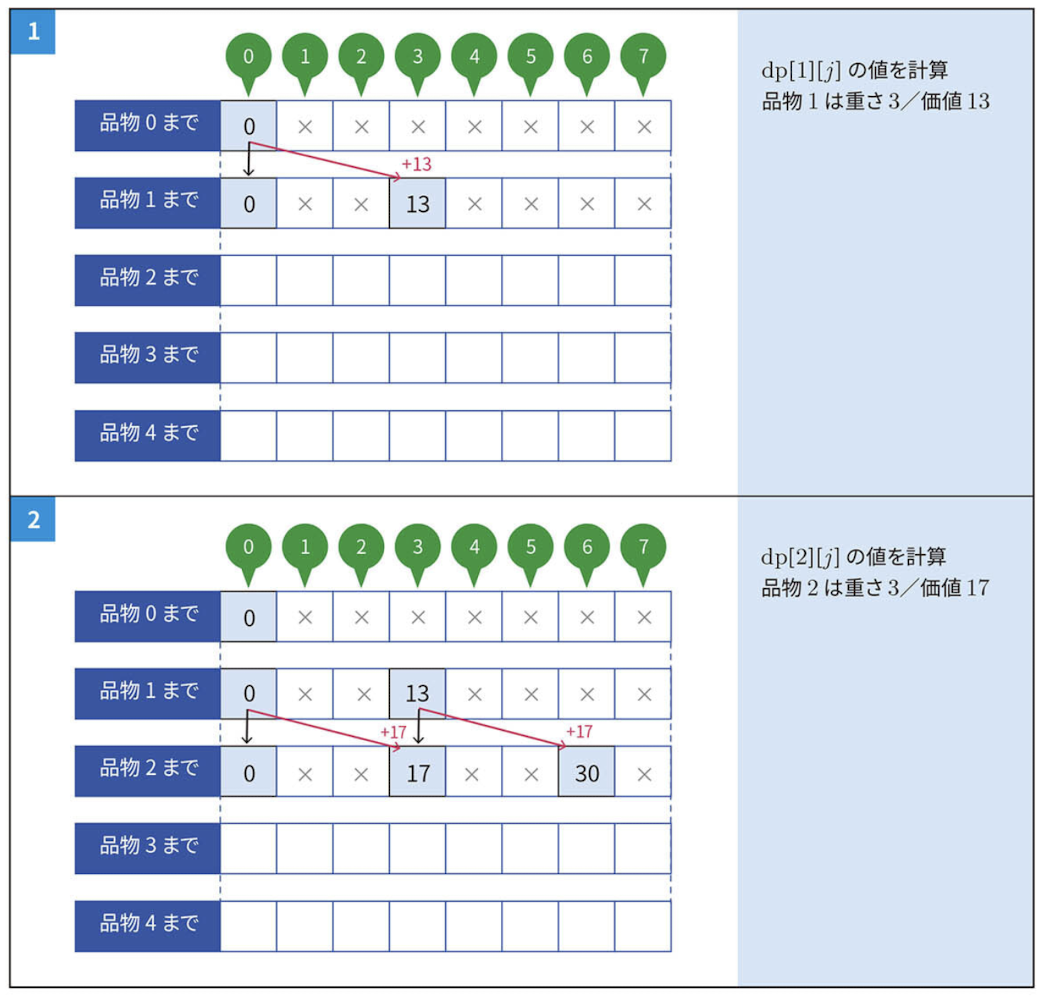 1
0 1 2 3 4 5 6 7
品物 0 まで 0 × × × × × × ×
+13
品物 1 まで 0 × × 13 × × × ×
品物 2 まで
品物 3 まで
品物 4 まで
dp[1][j] の値を計算
品物 1 は重さ 3／価値 13
2
0 1 2 3 4 5 6 7
品物 0 まで 0 × × × × × × ×
品物 1 まで 0 × × 13 × × × ×
+17 +17
品物 2 まで 0 × × 17 × × 30 ×
品物 3 まで
品物 4 まで
dp[2][j] の値を計算
品物 2 は重さ 3／価値 17